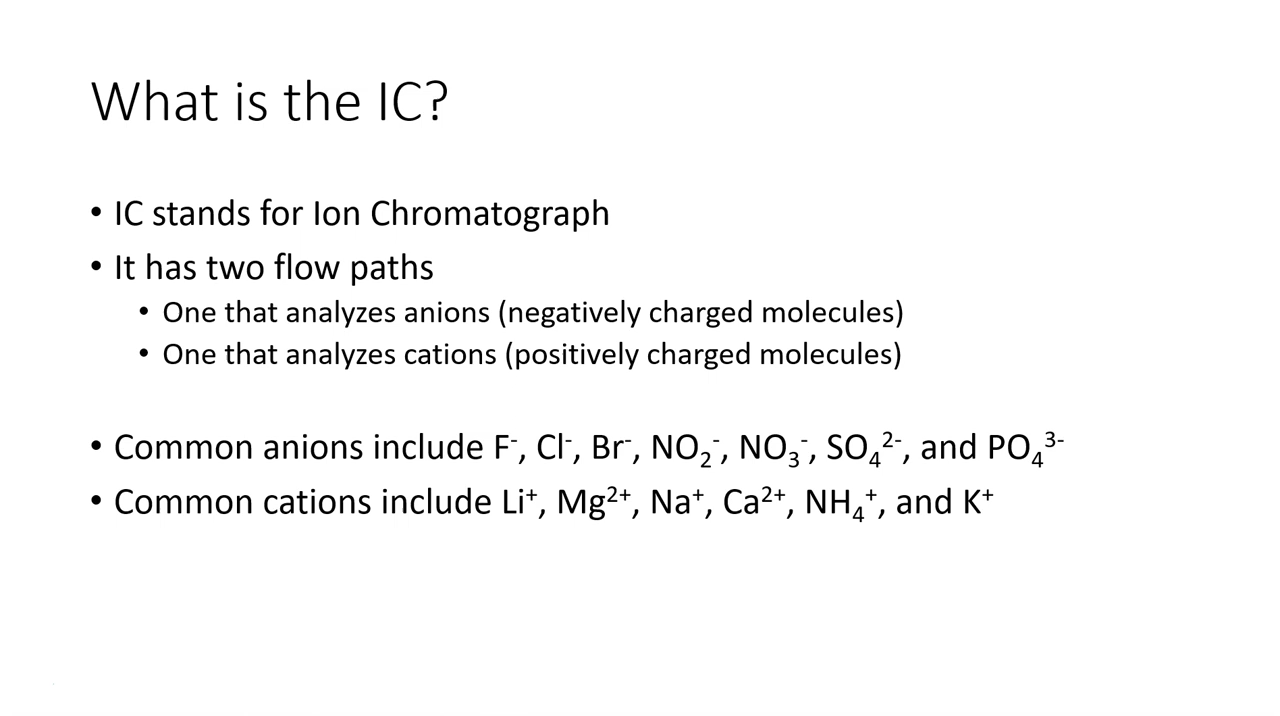 What is the IC?
• IC stands for Ion Chromatograph
• It has two flow paths
• One that analyzes anions (negatively charged molecules)
• One that analyzes cations (positively charged molecules)
• Common anions include F⁻, Cl⁻, Br⁻, NO₂⁻, NO₃⁻, SO₄²⁻, and PO₄³⁻
• Common cations include Li⁺, Mg²⁺, Na⁺, Ca²⁺, NH₄⁺, and K⁺